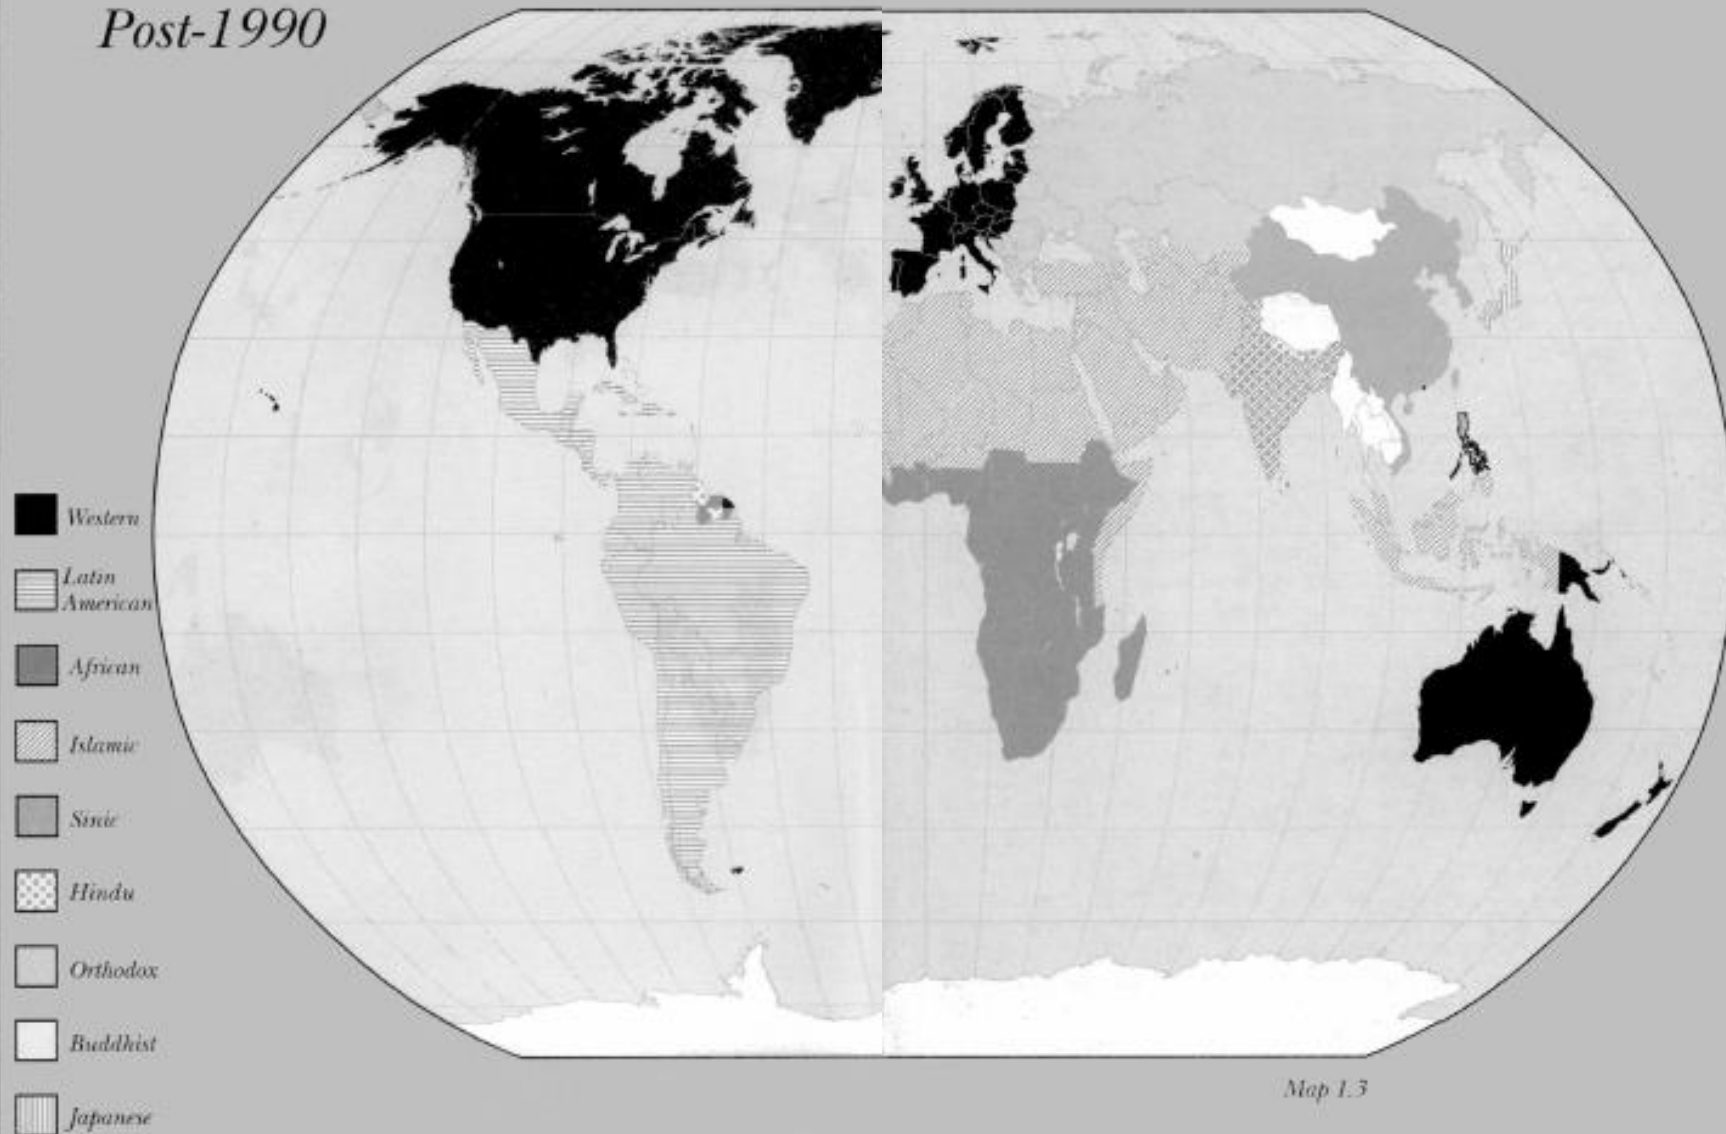 Post-1990
Western
Latin
American
African
Islamic
Sinic
Hindu
Orthodox
Buddhist
Japanese
Map 1.3